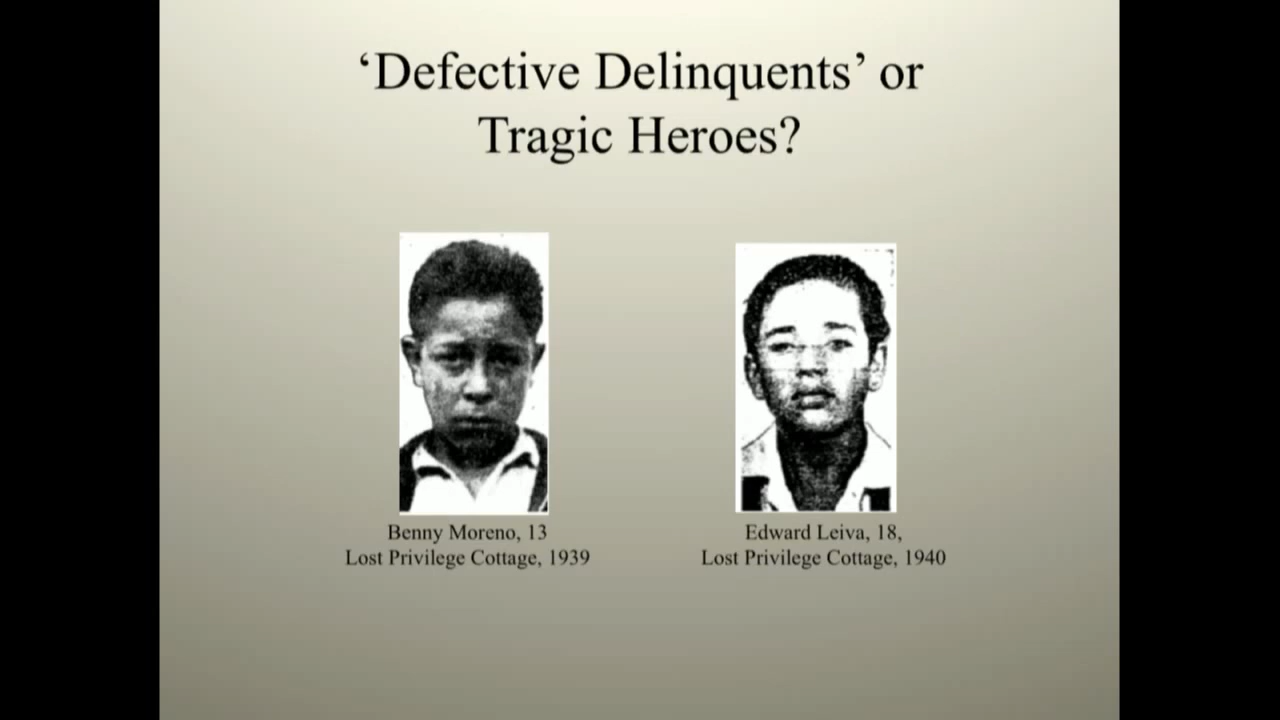 ‘Defective Delinquents’ or
Tragic Heroes?
Benny Moreno, 13
Lost Privilege Cottage, 1939
Edward Leiva, 18,
Lost Privilege Cottage, 1940